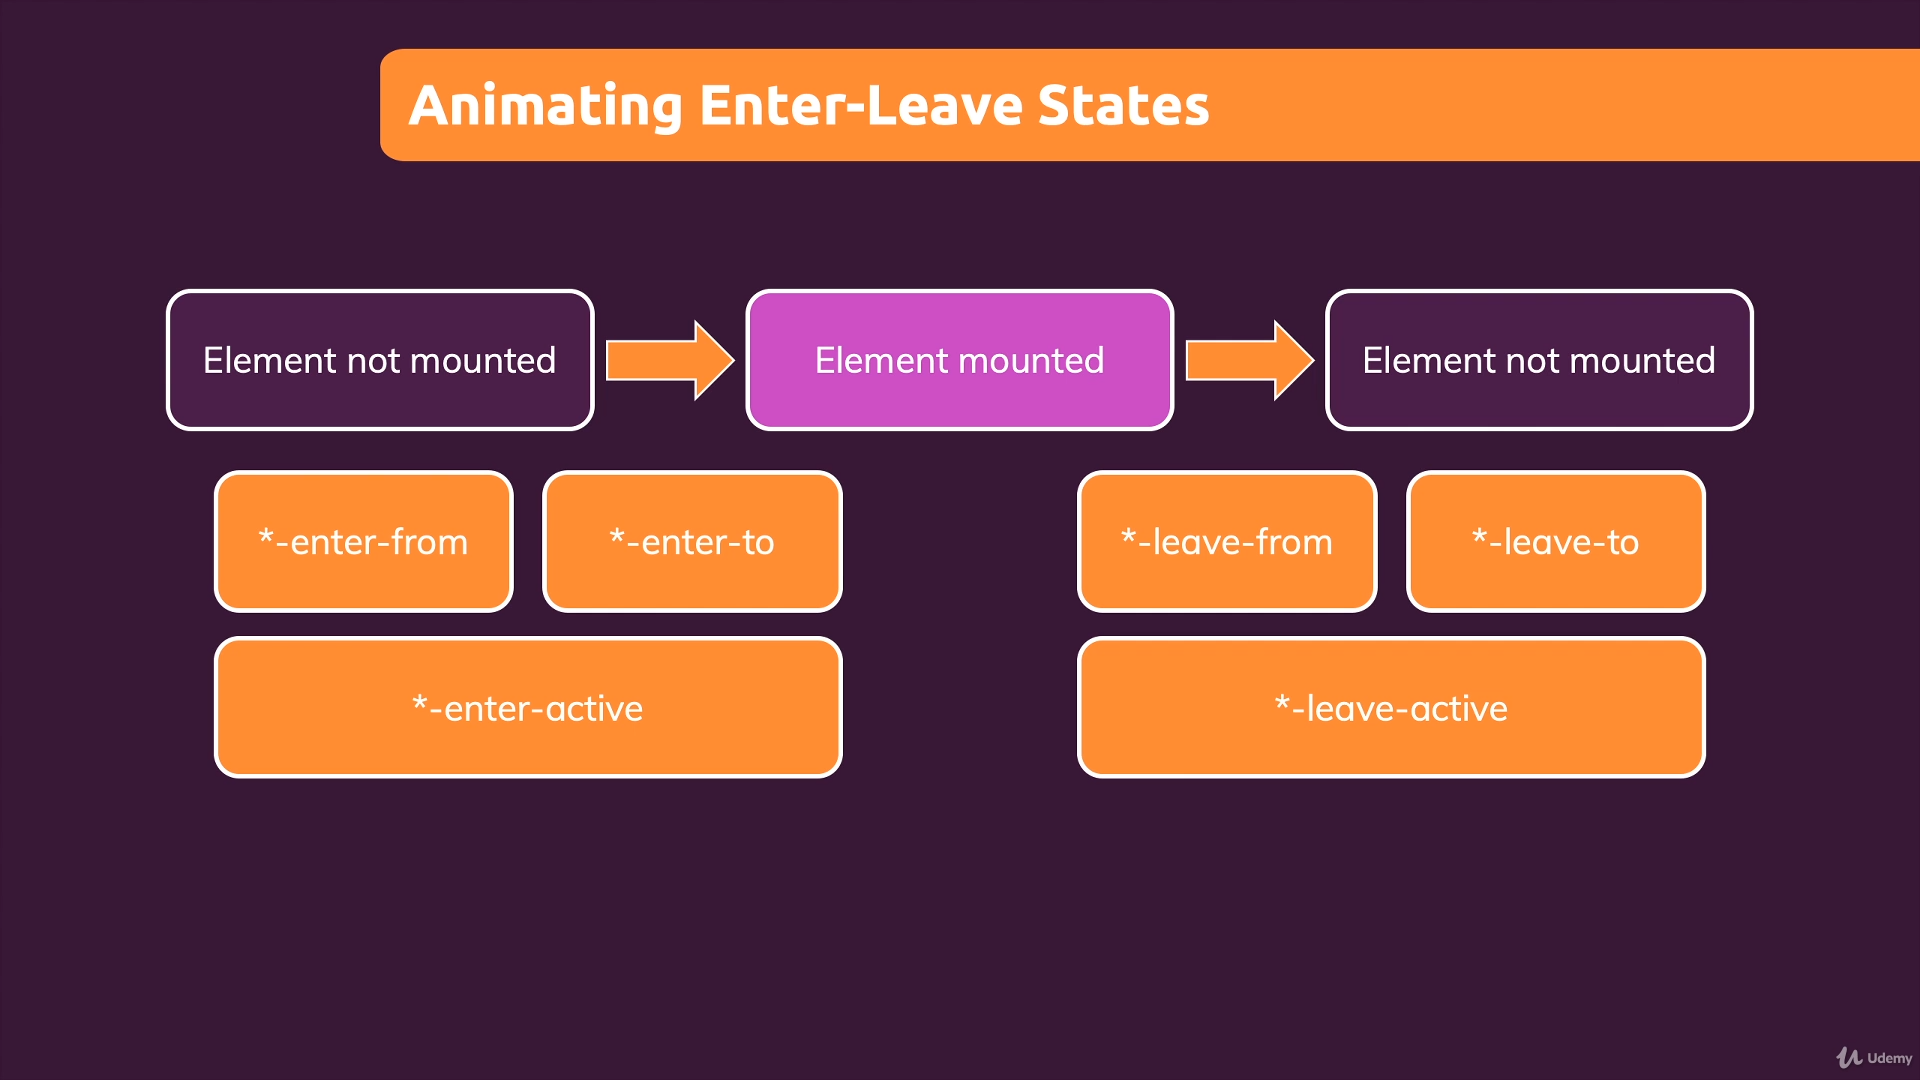 Animating Enter-Leave States
Element not mounted
Element mounted
Element not mounted
*-enter-from
*-enter-to
*-leave-from
*-leave-to
*-enter-active
*-leave-active
Udemy